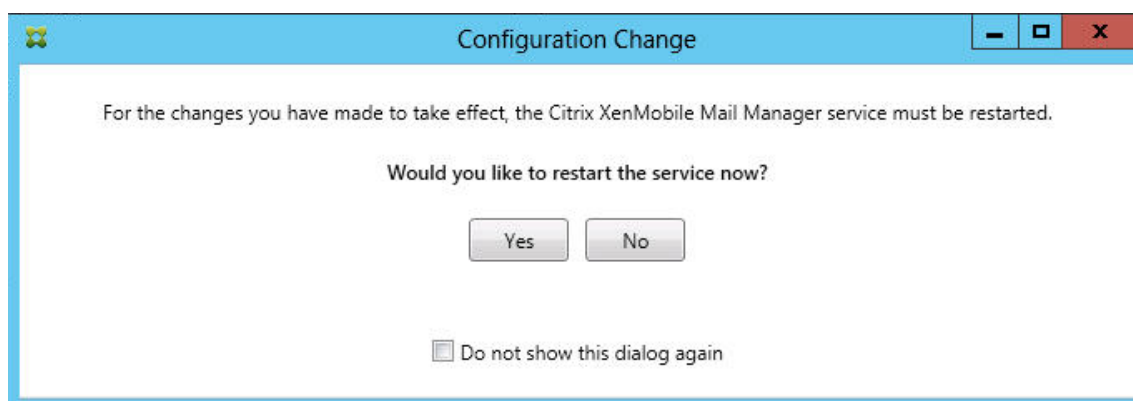 Configuration Change
For the changes you have made to take effect, the Citrix XenMobile Mail Manager service must be restarted.
Would you like to restart the service now?
Yes No
Do not show this dialog again